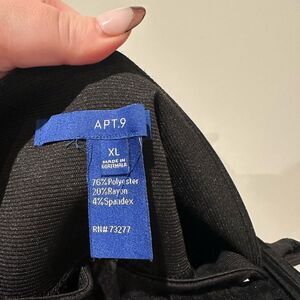 APT.9
XL
MADE IN
GUATEMALA
76%Polyester
20%Rayon
4%Spandex
RN# 73277